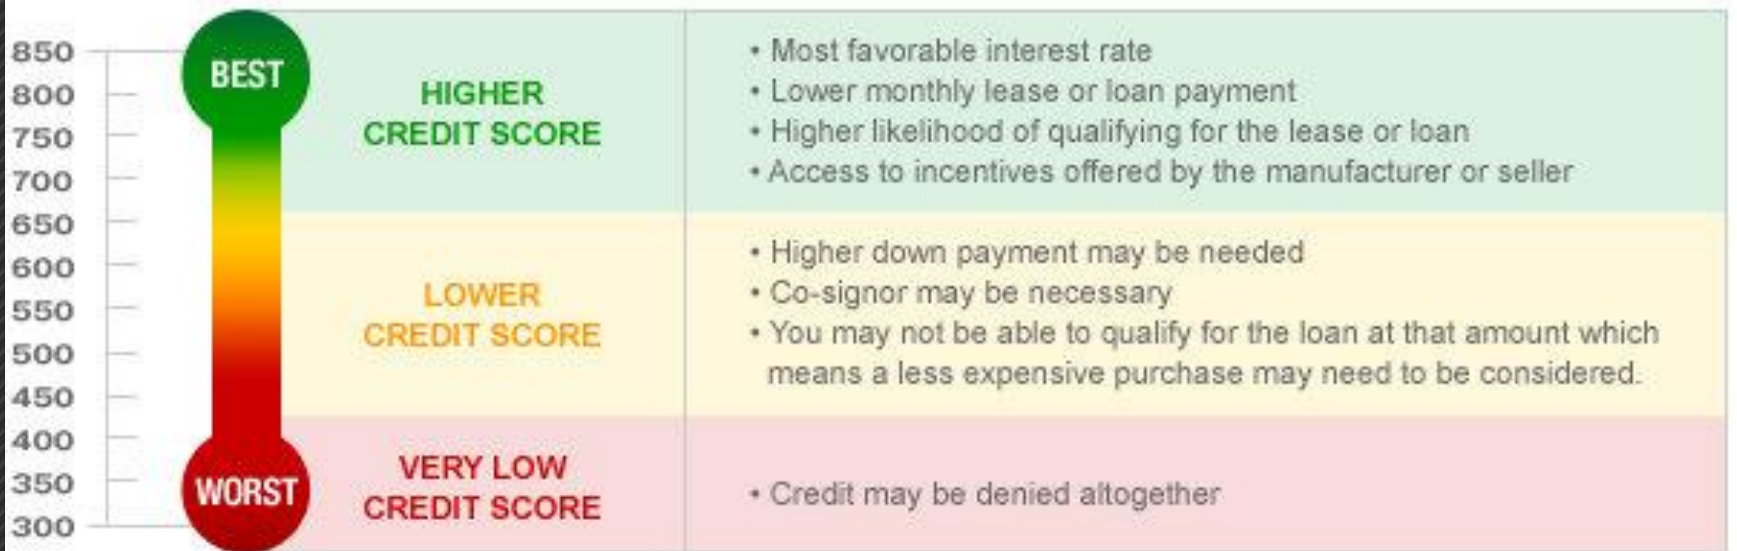 850
800
750
700
650
600
550
500
450
400
350
300
BEST
WORST
HIGHER
CREDIT SCORE
• Most favorable interest rate
• Lower monthly lease or loan payment
• Higher likelihood of qualifying for the lease or loan
• Access to incentives offered by the manufacturer or seller
LOWER
CREDIT SCORE
• Higher down payment may be needed
• Co-signor may be necessary
• You may not be able to qualify for the loan at that amount which
means a less expensive purchase may need to be considered.
VERY LOW
CREDIT SCORE
• Credit may be denied altogether